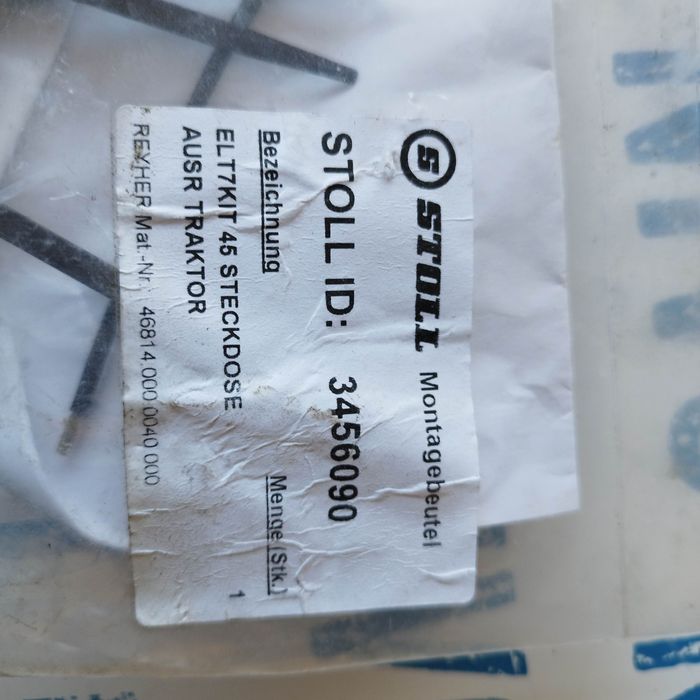 S STOLL Montagebeutel
STOLL ID: 3456090
Bezeichnung Menge (Stk.)
ELT7KIT 45 STECKDOSE 1
AUSR TRAKTOR
REYHER Mat.-Nr. 46814.000 0040 000